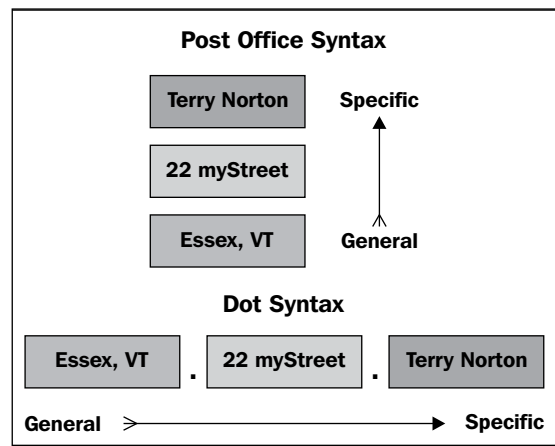 Post Office Syntax
Terry Norton Specific
22 myStreet
Essex, VT General
Dot Syntax
Essex, VT . 22 myStreet . Terry Norton
General Specific